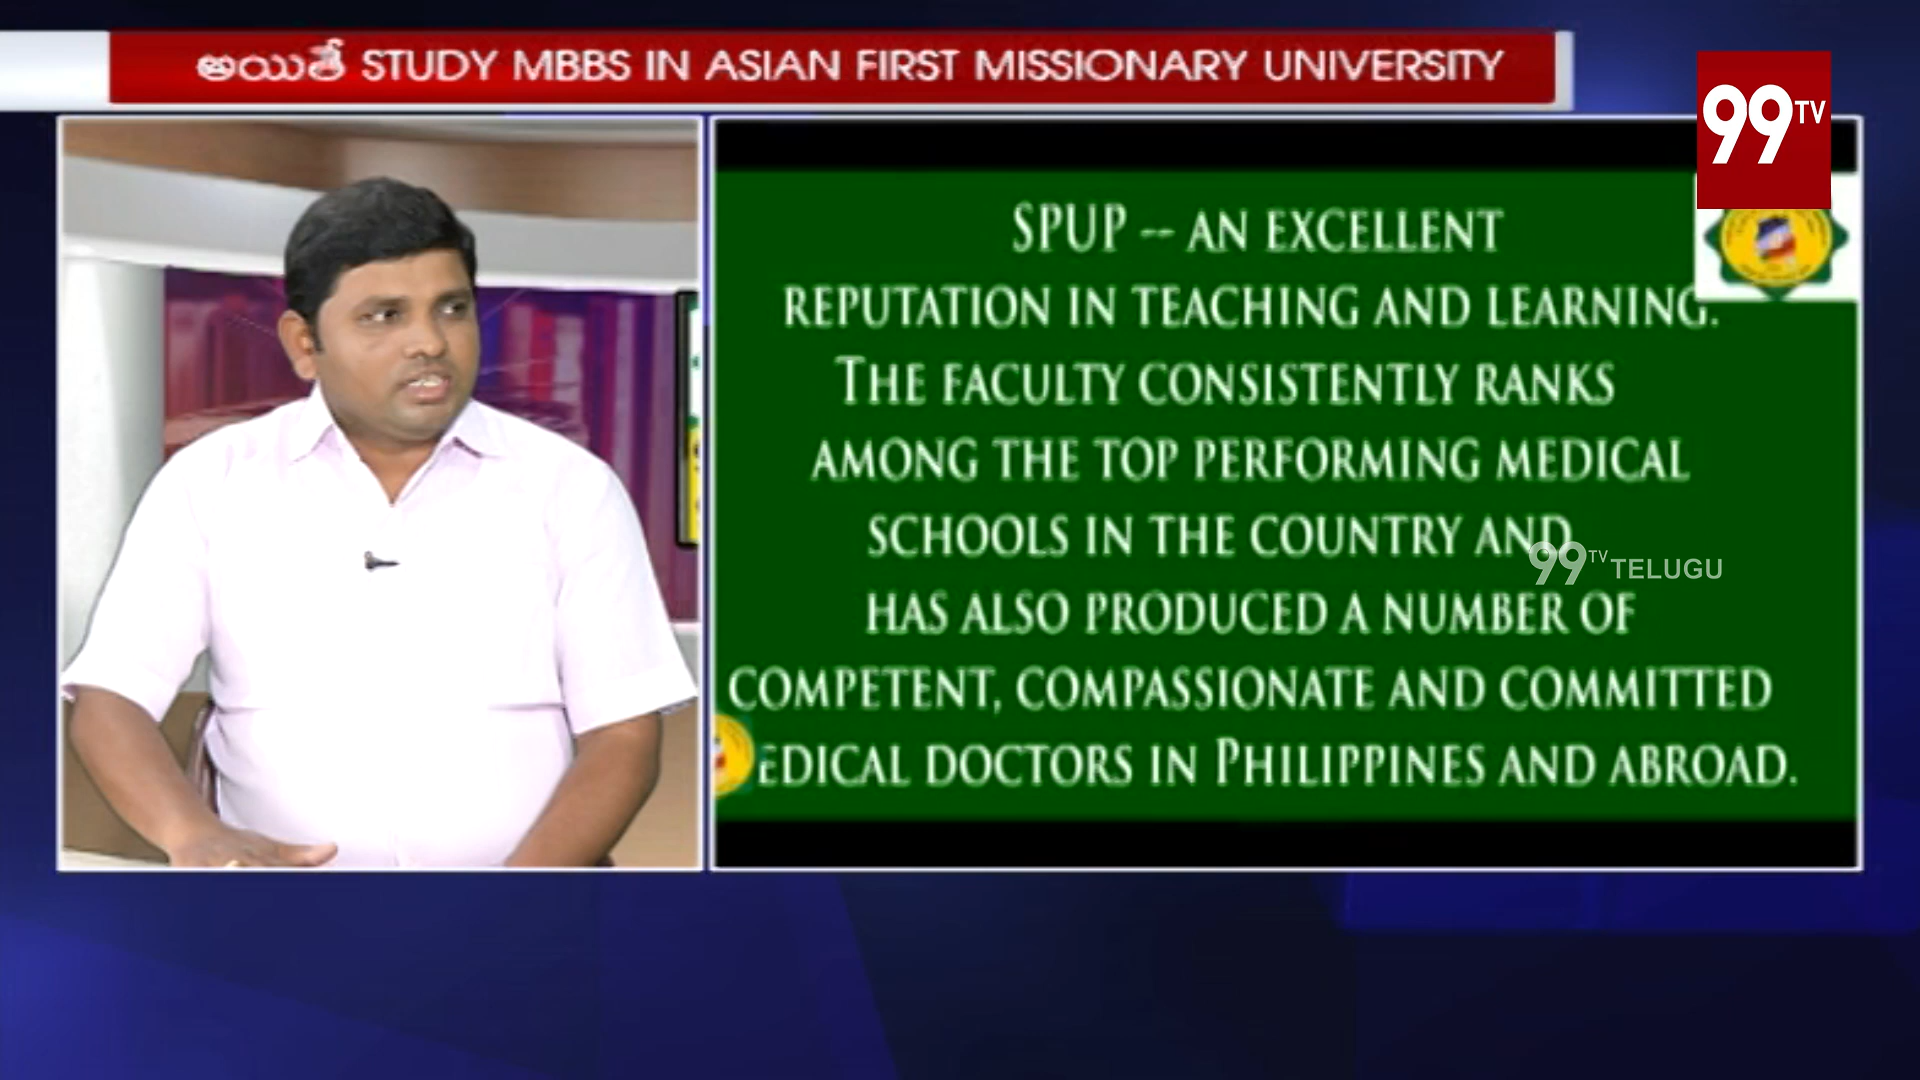 అయితే STUDY MBBS IN ASIAN FIRST MISSIONARY UNIVERSITY
99 TV
SPUP -- AN EXCELLENT
REPUTATION IN TEACHING AND LEARNING.
THE FACULTY CONSISTENTLY RANKS
AMONG THE TOP PERFORMING MEDICAL
SCHOOLS IN THE COUNTRY AND
99 TV TELUGU
HAS ALSO PRODUCED A NUMBER OF
COMPETENT, COMPASSIONATE AND COMMITTED
EDICAL DOCTORS IN PHILIPPINES AND ABROAD.